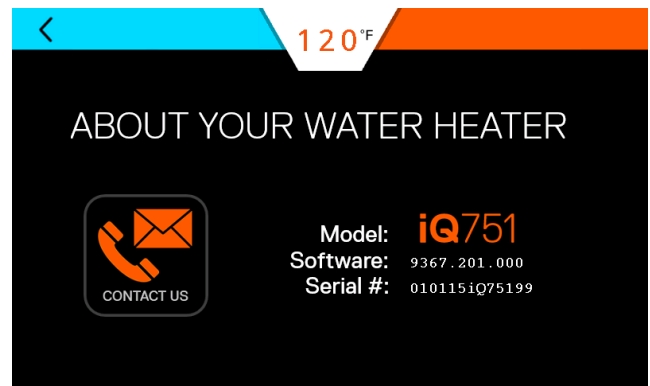 120°F
ABOUT YOUR WATER HEATER
CONTACT US
Model: iQ751
Software: 9367.201.000
Serial #: 010115iQ75199